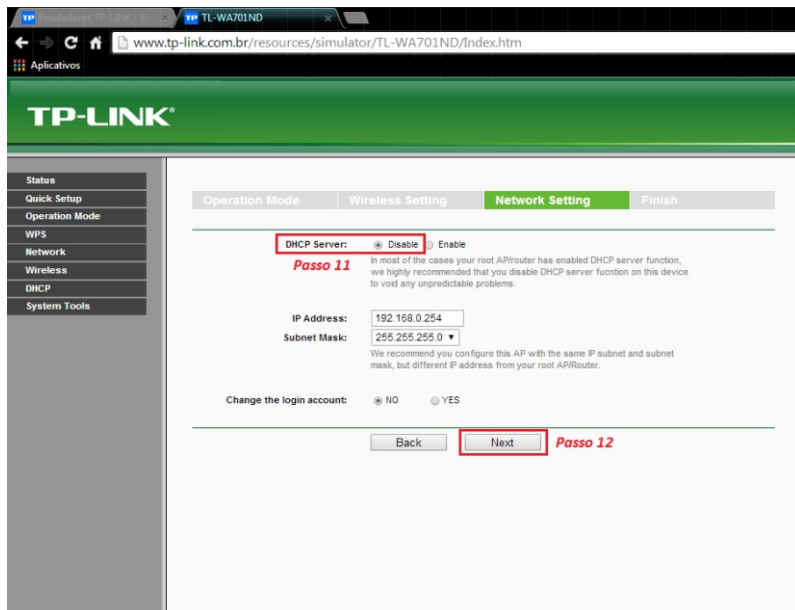 Emuladores TP-LINK - Br
TL-WA701ND
www.tp-link.com.br/resources/simulator/TL-WA701ND/Index.htm
Aplicativos
TP-LINK®
Status
Quick Setup
Operation Mode
WPS
Network
Wireless
DHCP
System Tools
Operation Mode Wireless Setting Network Setting Finish
DHCP Server: Disable Enable
Passo 11
In most of the cases your root AP/router has enabled DHCP server function,
we highly recommended that you disable DHCP server fucntion on this device
to void any unpredictable problems.
IP Address: 192.168.0.254
Subnet Mask: 255.255.255.0
We recommend you configure this AP with the same IP subnet and subnet
mask, but different IP address from your root AP/Router.
Change the login account: NO YES
Back Next Passo 12